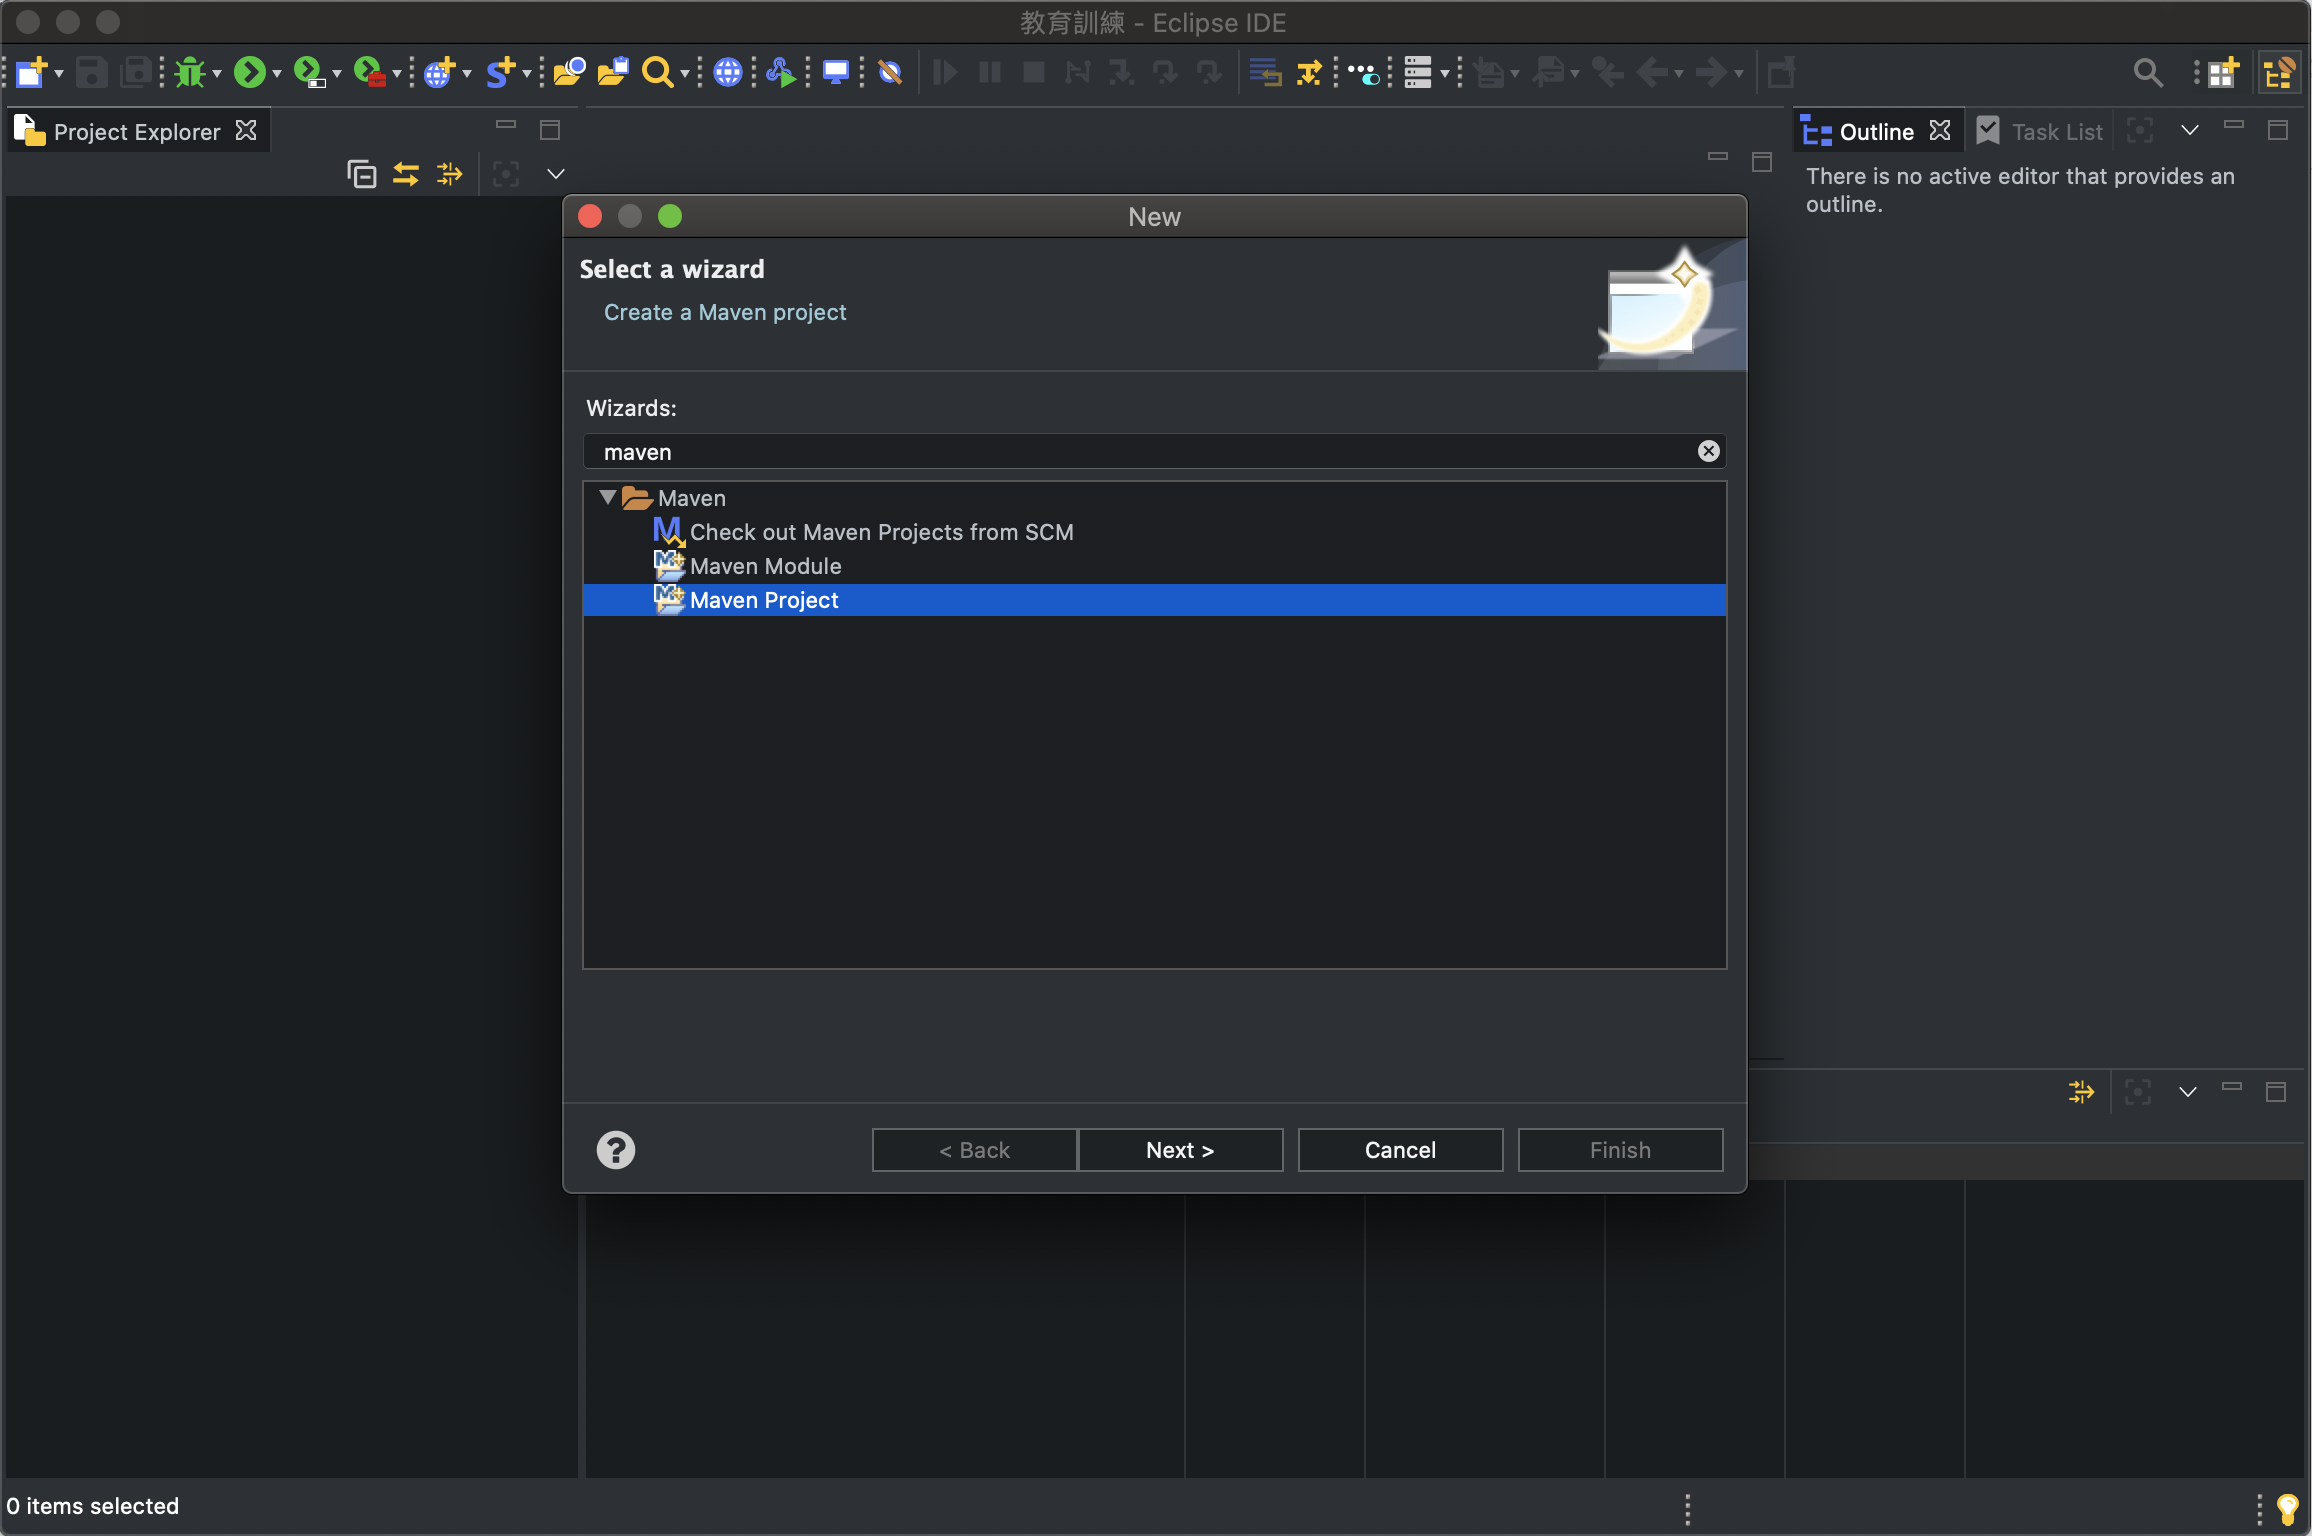 教育訓練 - Eclipse IDE
Project Explorer
Outline
Task List
There is no active editor that provides an
outline.
New
Select a wizard
Create a Maven project
Wizards:
maven
Maven
Check out Maven Projects from SCM
Maven Module
Maven Project
< Back
Next >
Cancel
Finish
0 items selected